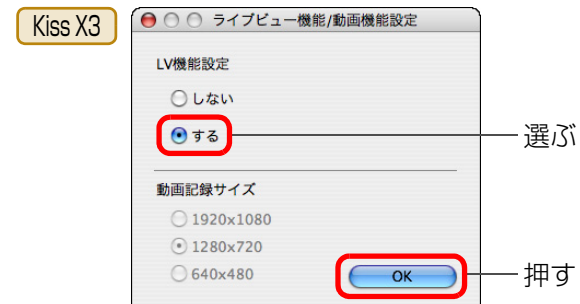 Kiss X3
ライブビュー機能/動画機能設定
LV機能設定
しない
する
選ぶ
動画記録サイズ
1920x1080
1280x720
640x480
OK
押す